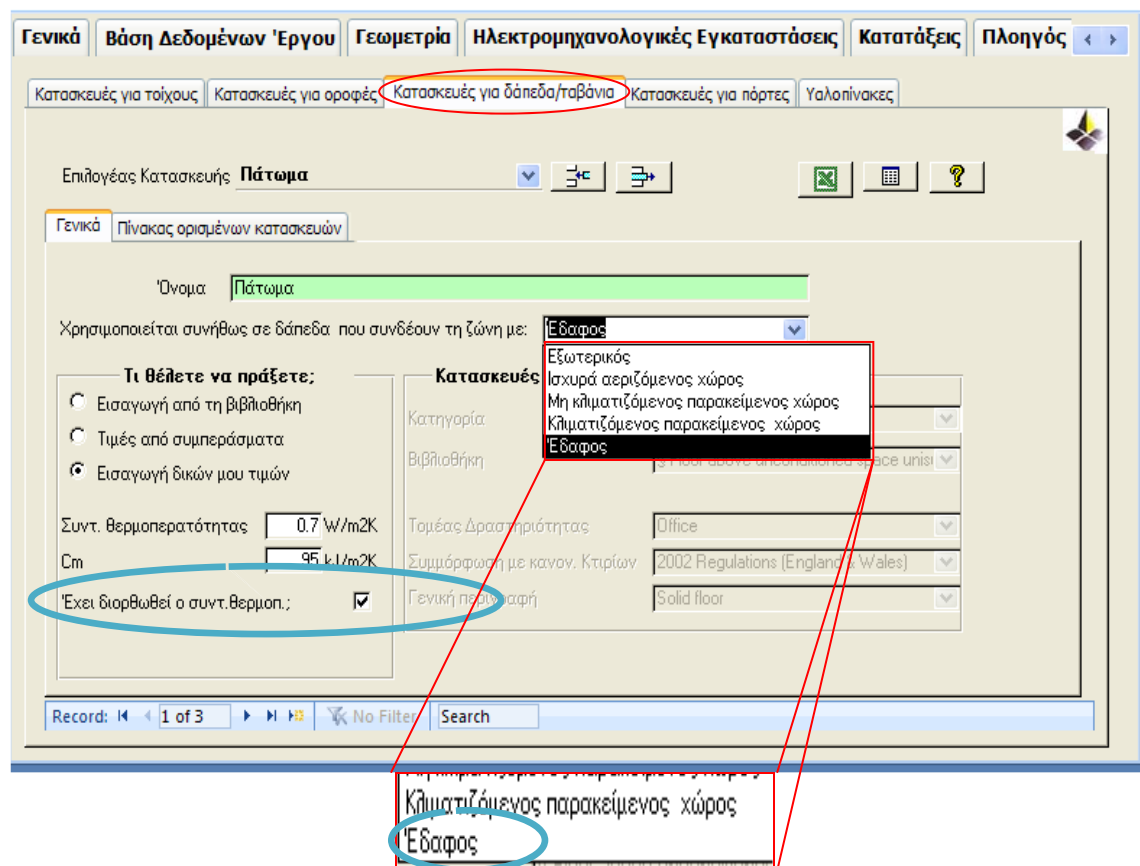 Γενικά Βάση Δεδομένων Έργου Γεωμετρία Ηλεκτρομηχανολογικές Εγκαταστάσεις Κατατάξεις Πλοηγός
Κατασκευές για τοίχους Κατασκευές για οροφές Κατασκευές για δάπεδα/ταβάνια Κατασκευές για πόρτες Υαλοπίνακες
Επιλογέας Κατασκευής Πάτωμα
Γενικά Πίνακας ορισμένων κατασκευών
Όνομα Πάτωμα
Χρησιμοποιείται συνήθως σε δάπεδα που συνδέουν τη ζώνη με: Έδαφος
Εξωτερικός
Ισχυρά αεριζόμενος χώρος
Μη κλιματιζόμενος παρακείμενος χώρος
Κλιματιζόμενος παρακείμενος χώρος
Έδαφος
Τι θέλετε να πράξετε;
Εισαγωγή από τη βιβλιοθήκη
Τιμές από συμπεράσματα
Εισαγωγή δικών μου τιμών
Συντ. θερμοπερατότητας 0.7 W/m2K
Cm 95 kJ/m2K
Έχει διορθωθεί ο συντ.θερμοπ.;
Κατασκευές
Κατηγορία
Βιβλιοθήκη Floor above unconditioned space
Τομέας Δραστηριότητας Office
Συμμόρφωση με κανον. Κτιρίων 2002 Regulations (England & Wales)
Γενική περιγραφή Solid floor
Record: 1 of 3 No Filter Search
Κλιματιζόμενος παρακείμενος χώρος
Έδαφος